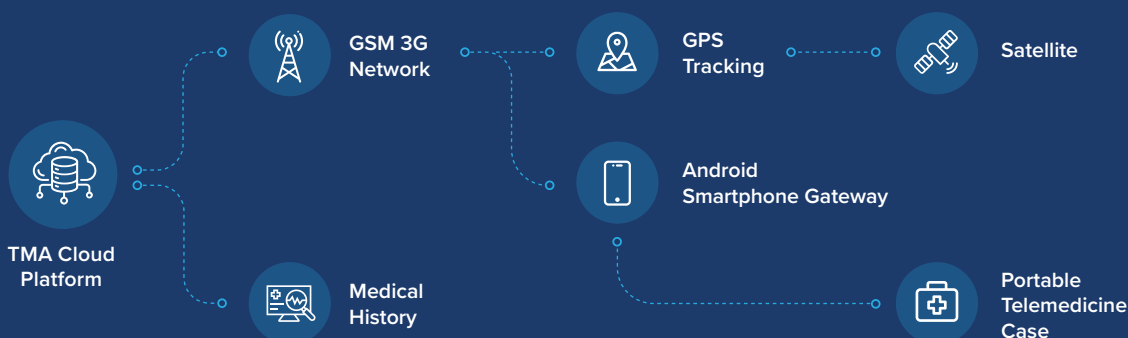 GSM 3G
Network
GPS
Tracking
Satellite
Android
Smartphone Gateway
TMA Cloud
Platform
Medical
History
Portable
Telemedicine
Case